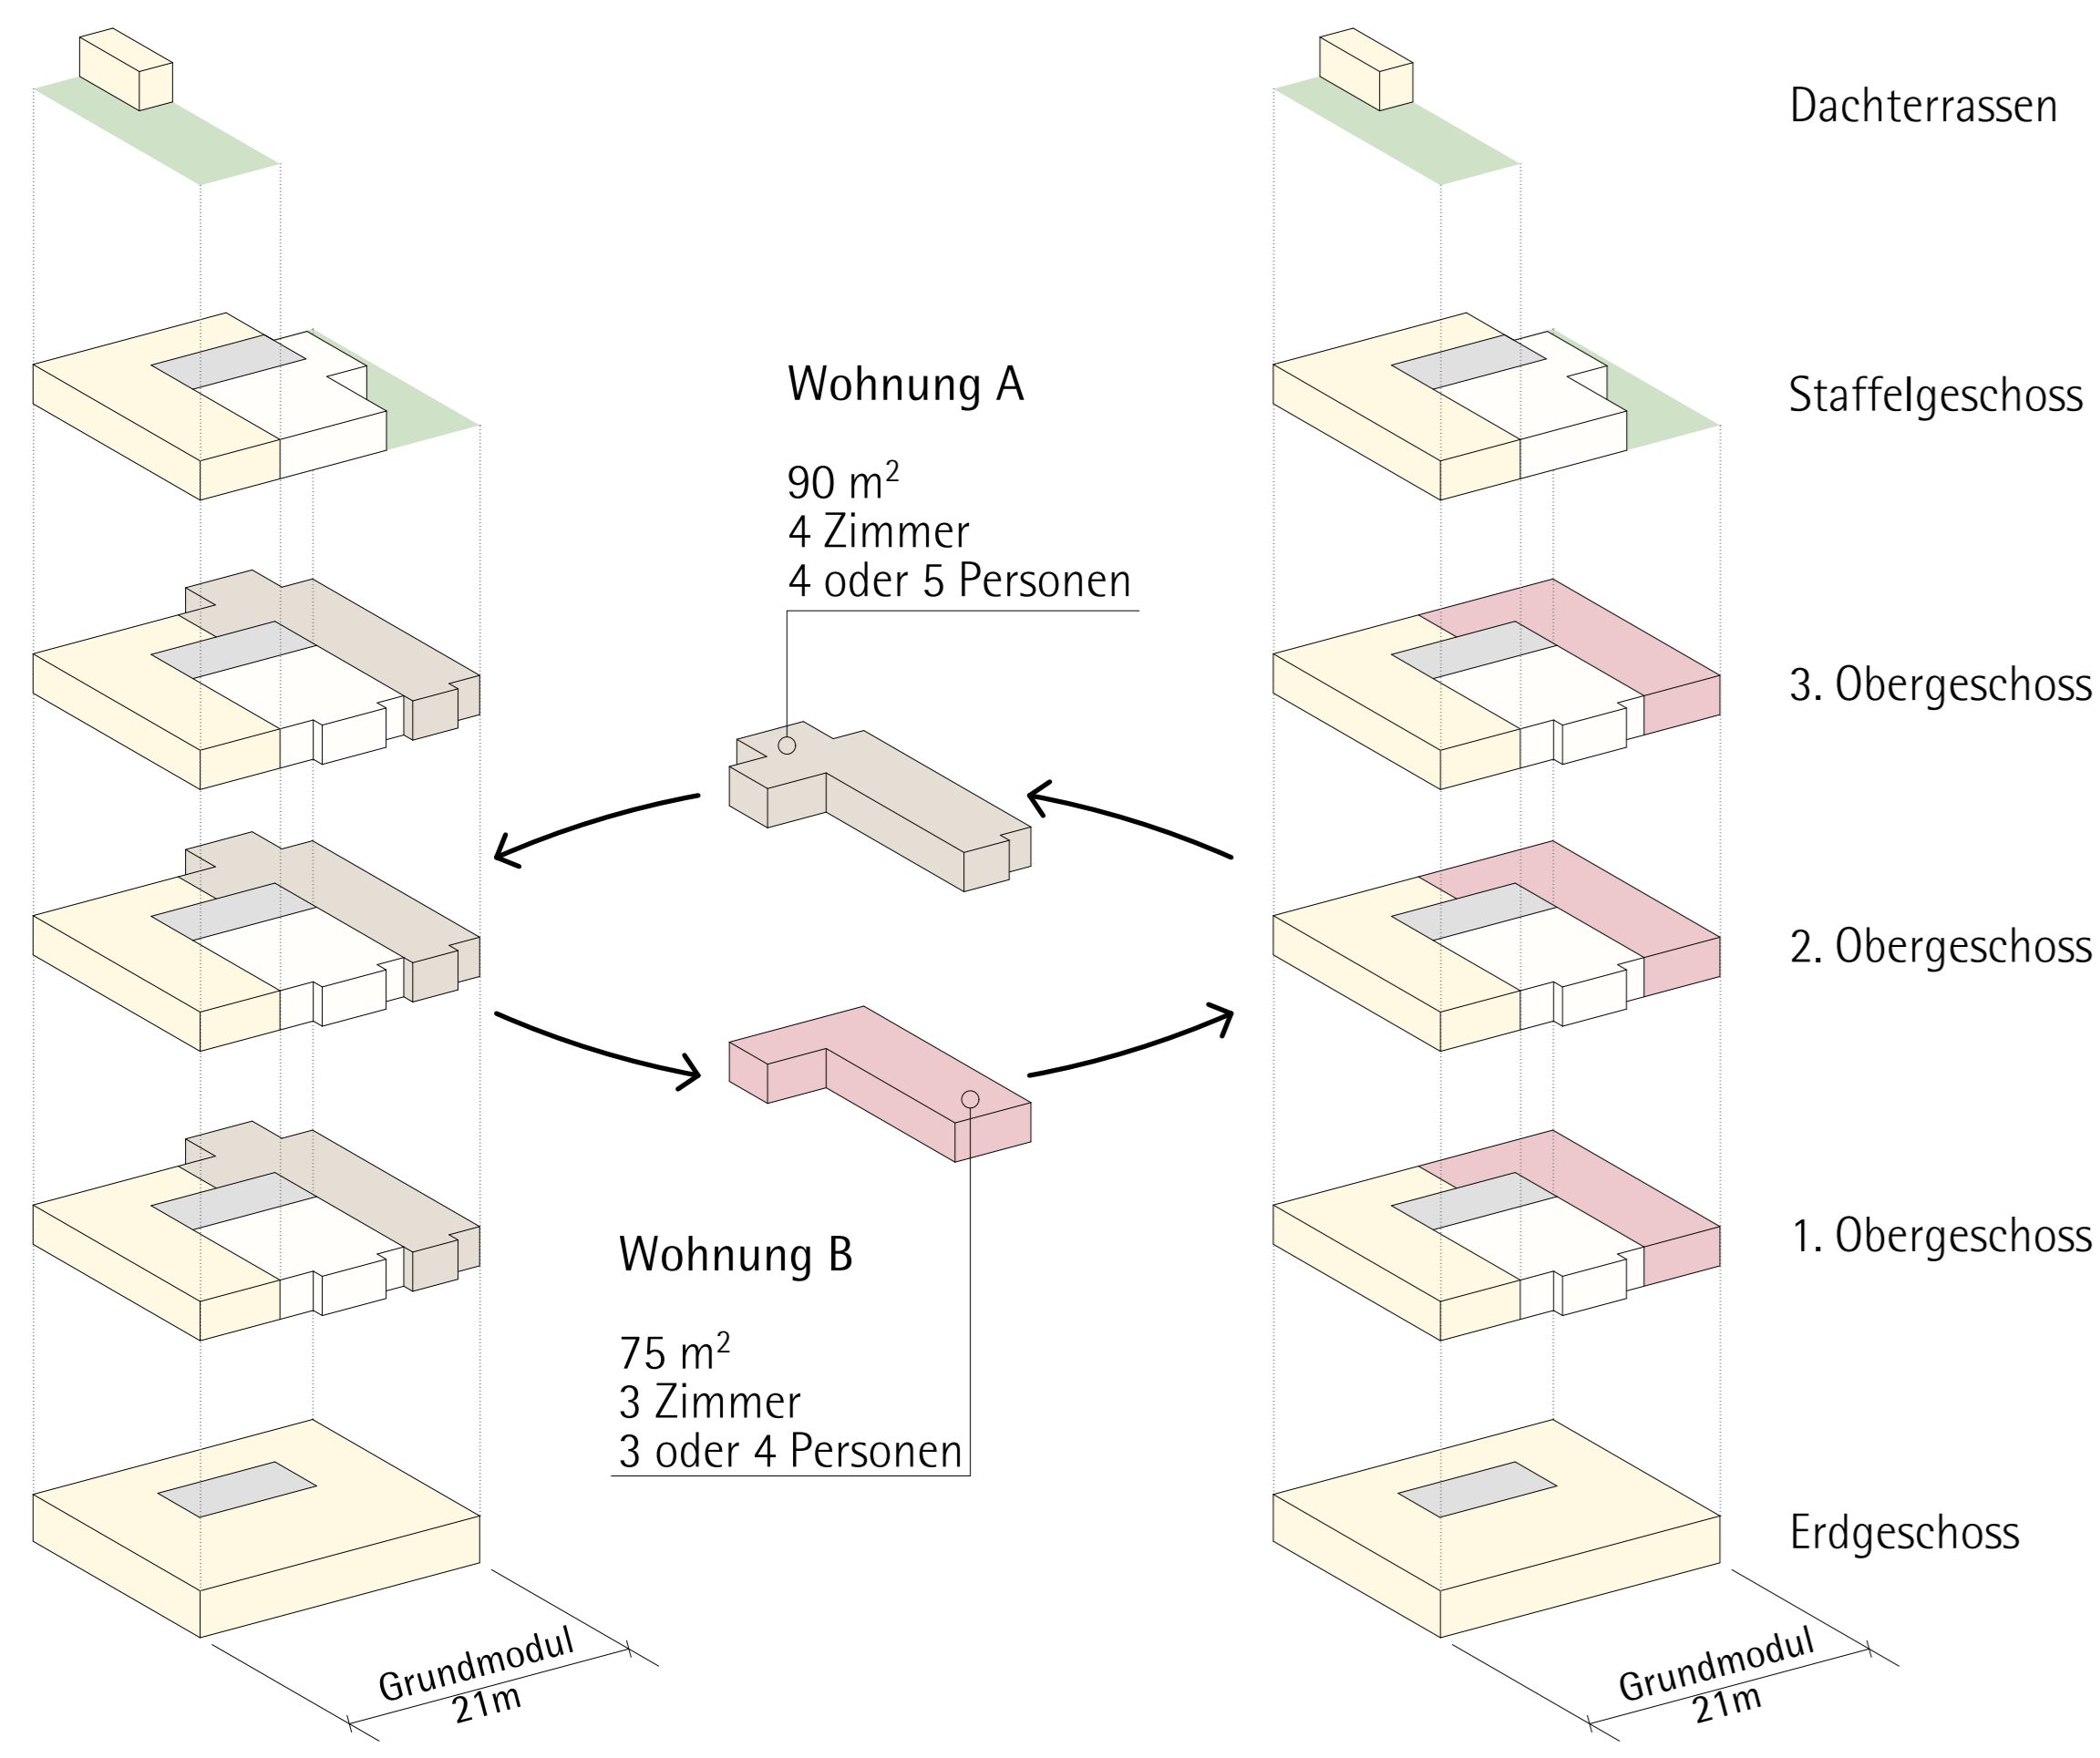 Dachterrassen
Wohnung A
90 m²
4 Zimmer
4 oder 5 Personen
Staffelgeschoss
3. Obergeschoss
2. Obergeschoss
Wohnung B
75 m²
3 Zimmer
3 oder 4 Personen
1. Obergeschoss
Erdgeschoss
Grundmodul
21m
Grundmodul
21m